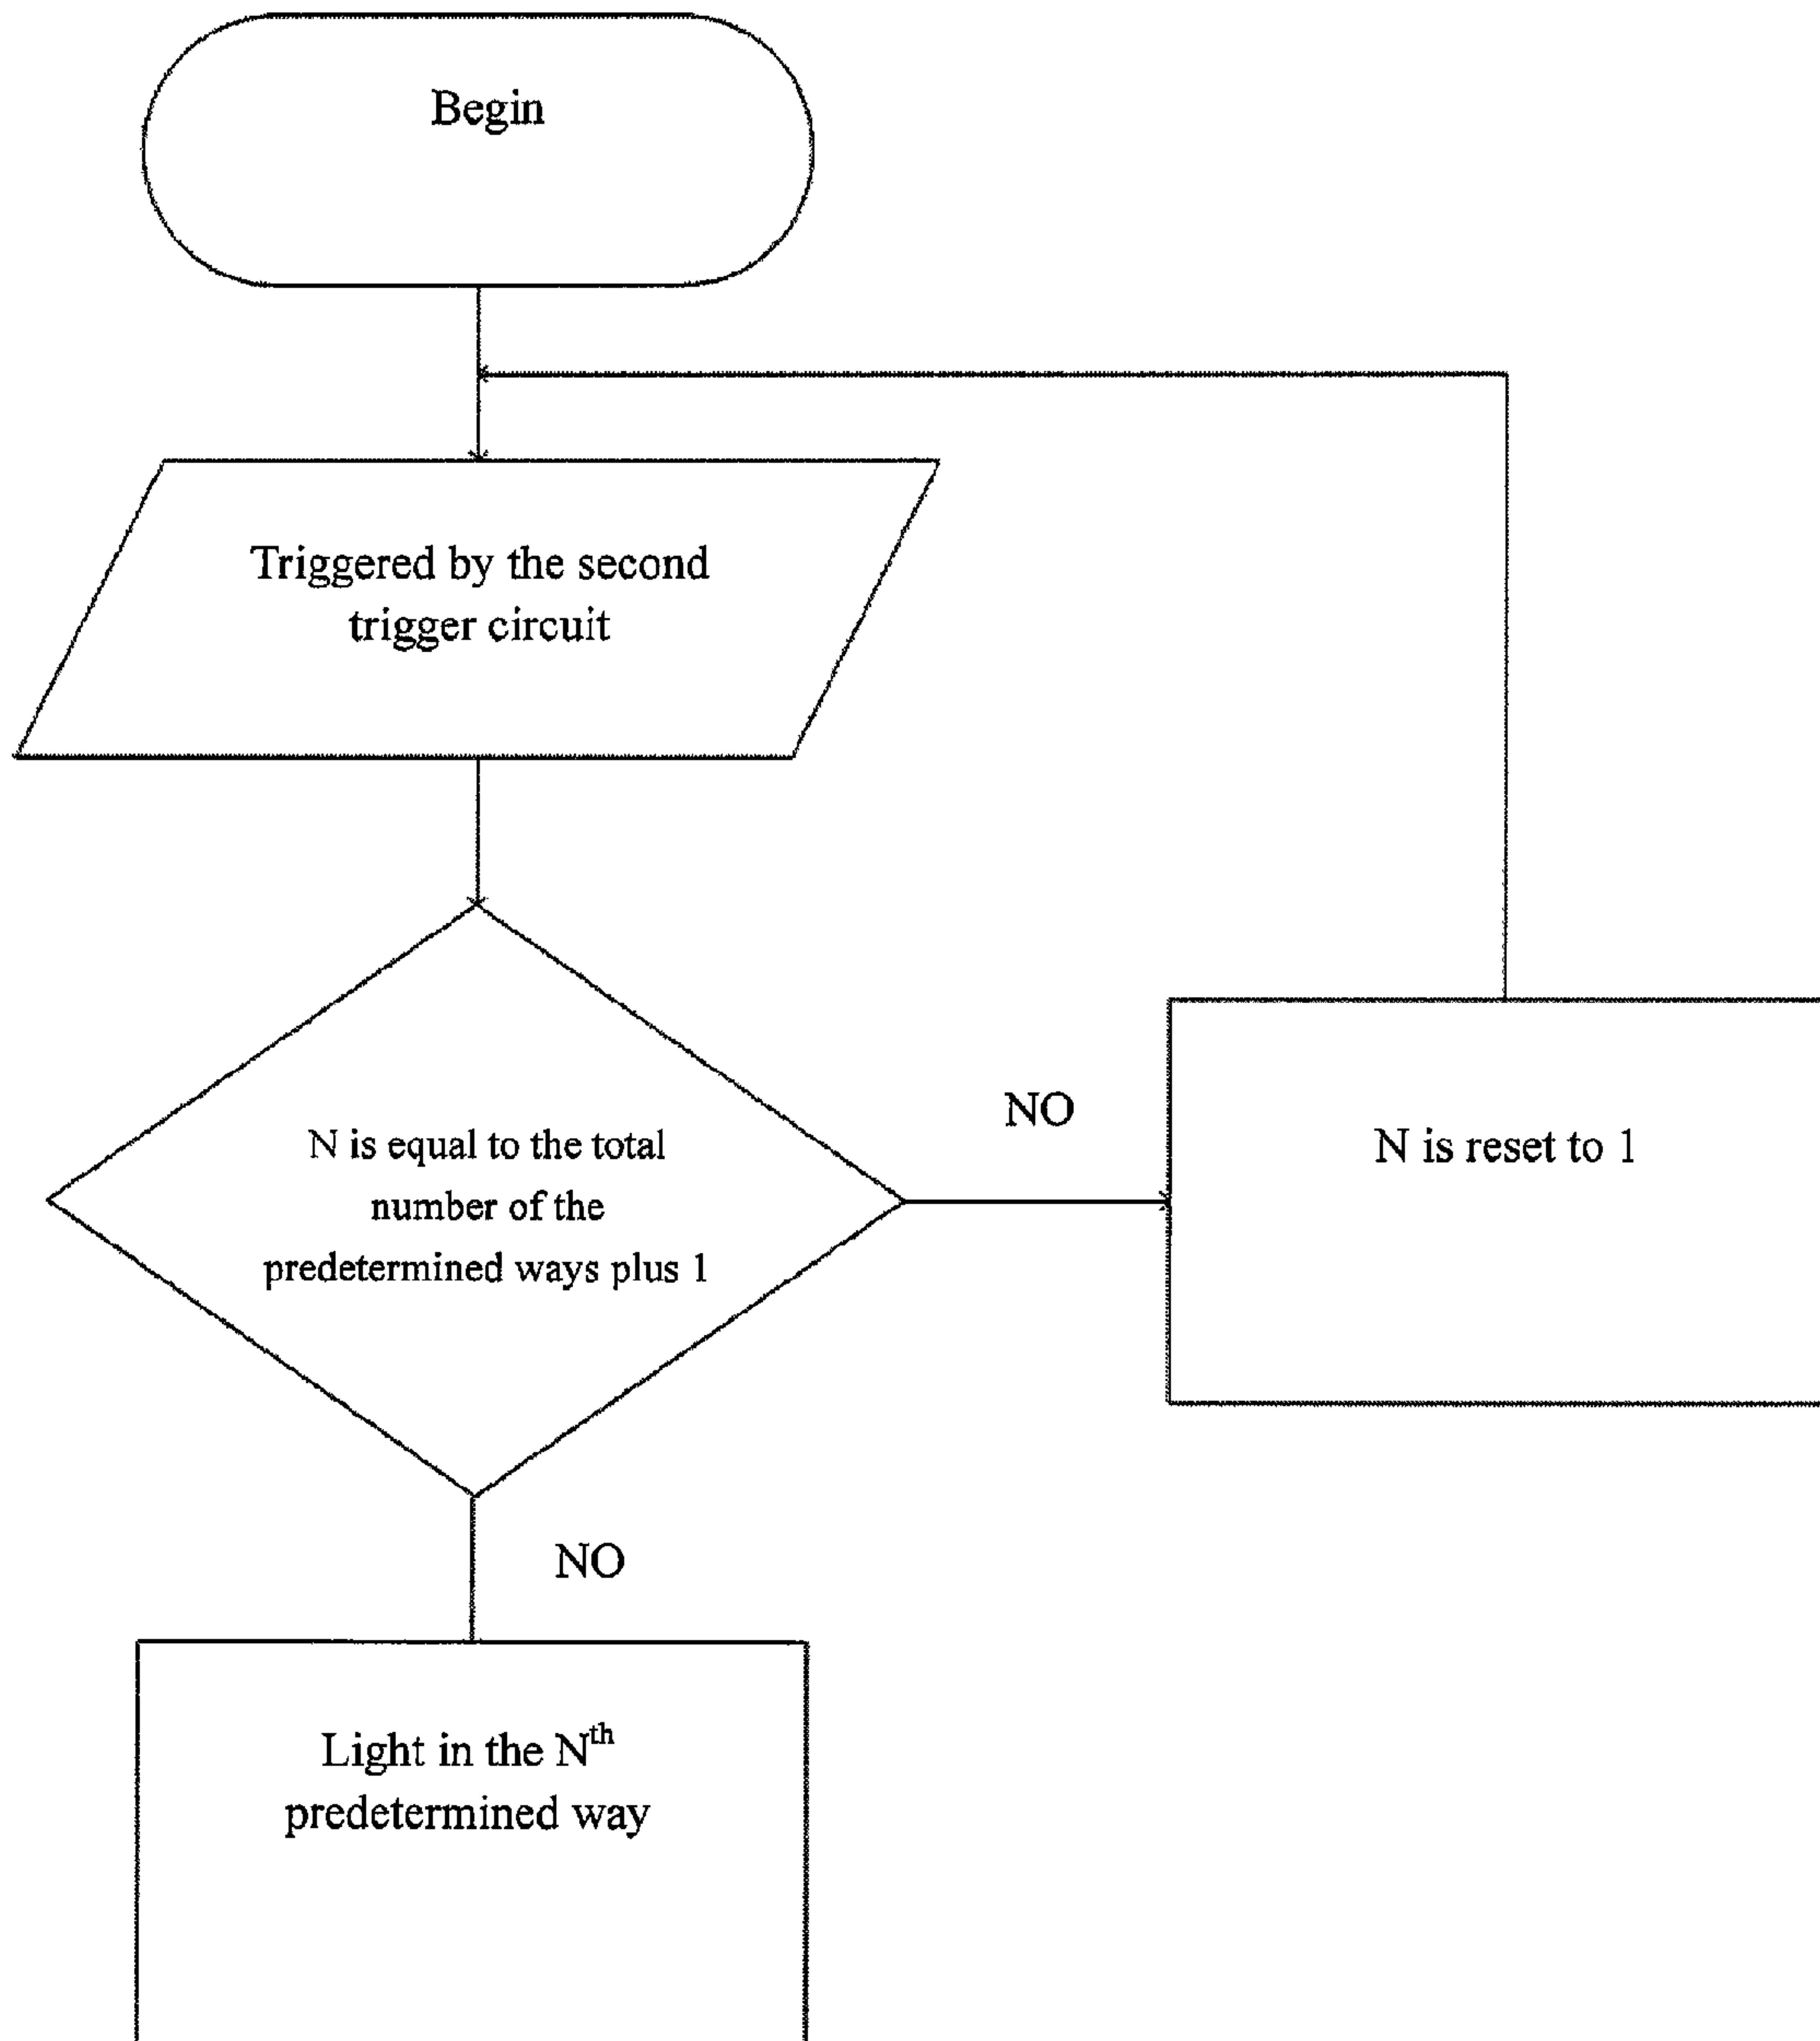 Begin
Triggered by the second
trigger circuit
N is equal to the total
number of the
predetermined ways plus 1
NO
N is reset to 1
NO
Light in the Nth
predetermined way